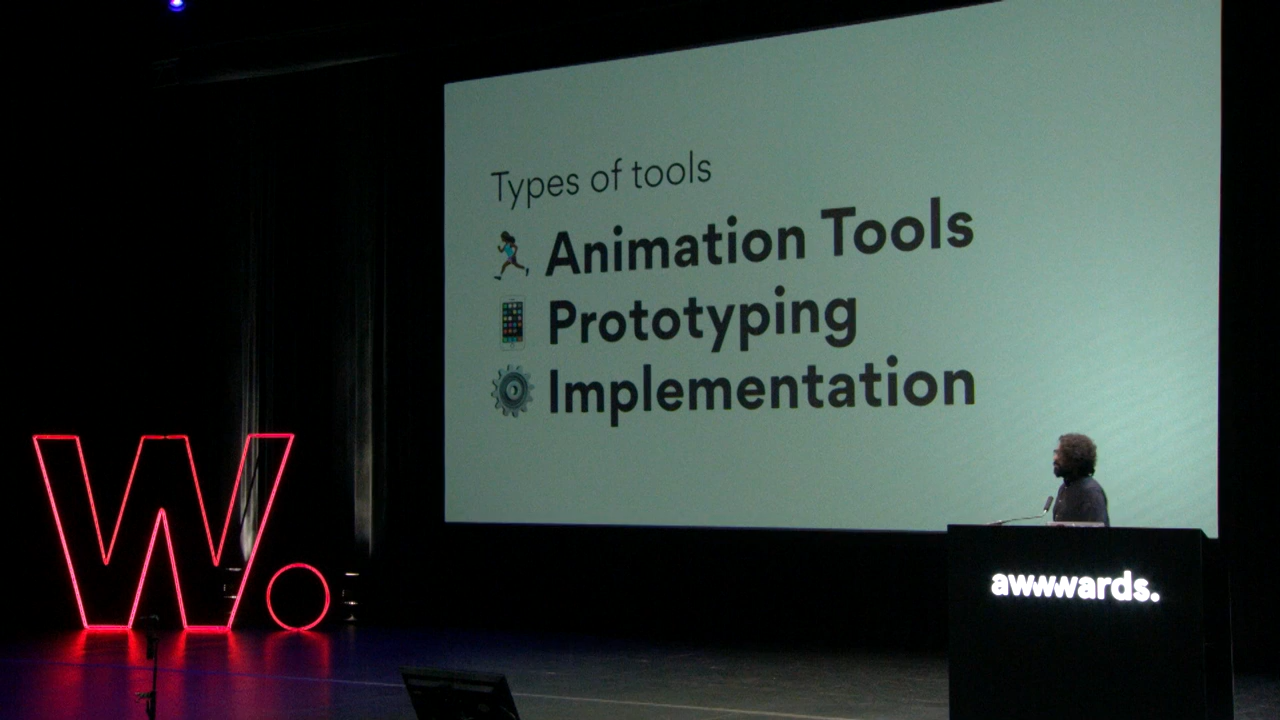 Types of tools
Animation Tools
Prototyping
Implementation
W.
awwwards.